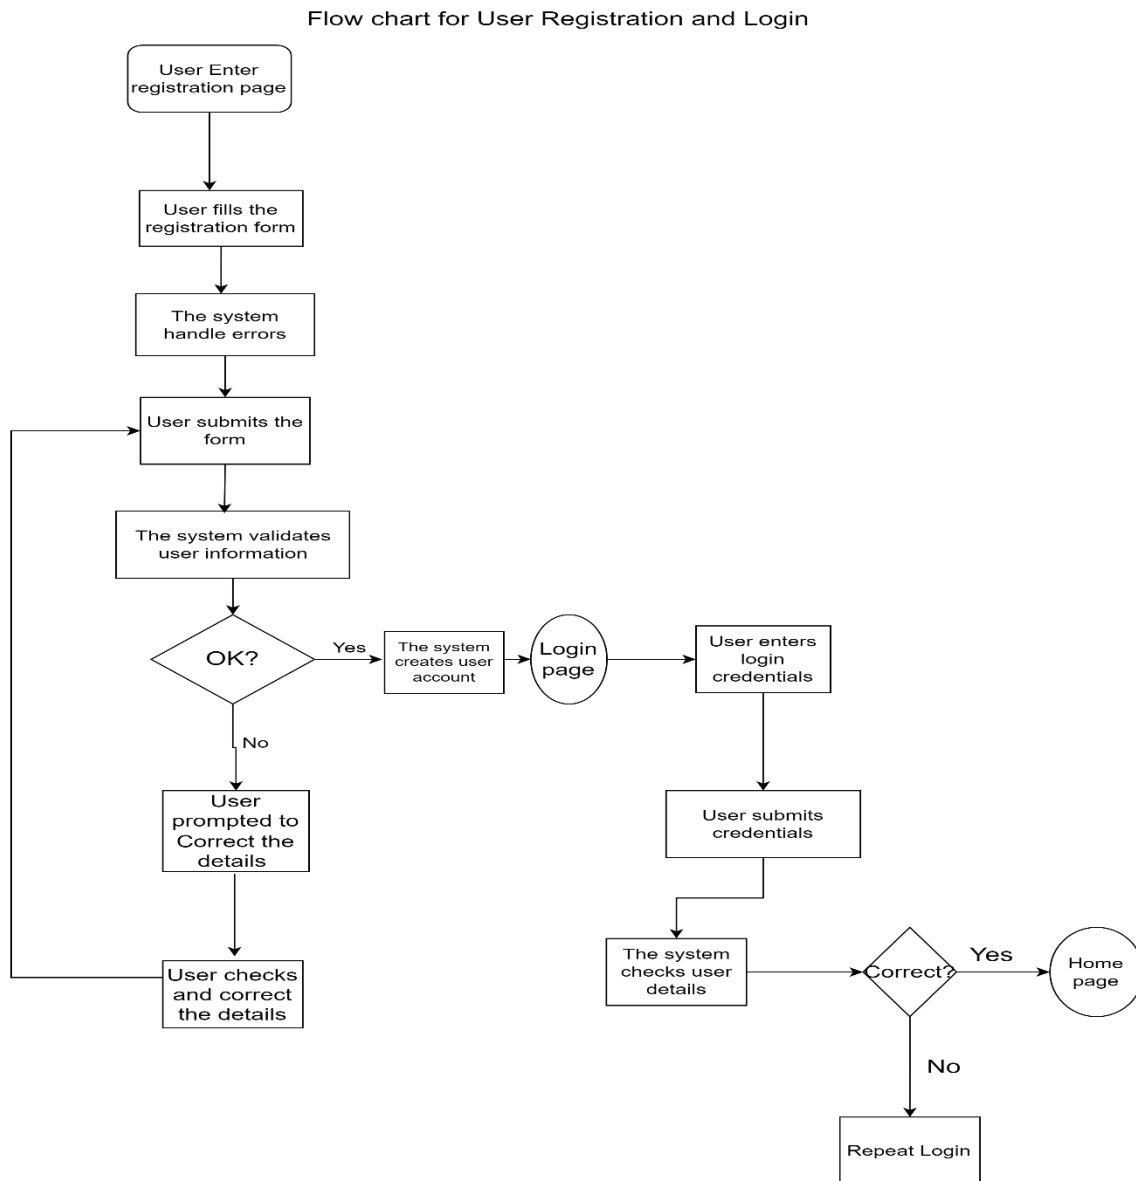 Flow chart for User Registration and Login
User Enter
registration page
User fills the
registration form
The system
handle errors
User submits the
form
The system validates
user information
OK?
Yes
The system
creates user
account
Login
page
User enters
login
credentials
No
User
prompted to
Correct the
details
User submits
credentials
User checks
and correct
the details
The system
checks user
details
Correct?
Yes
Home
page
No
Repeat Login